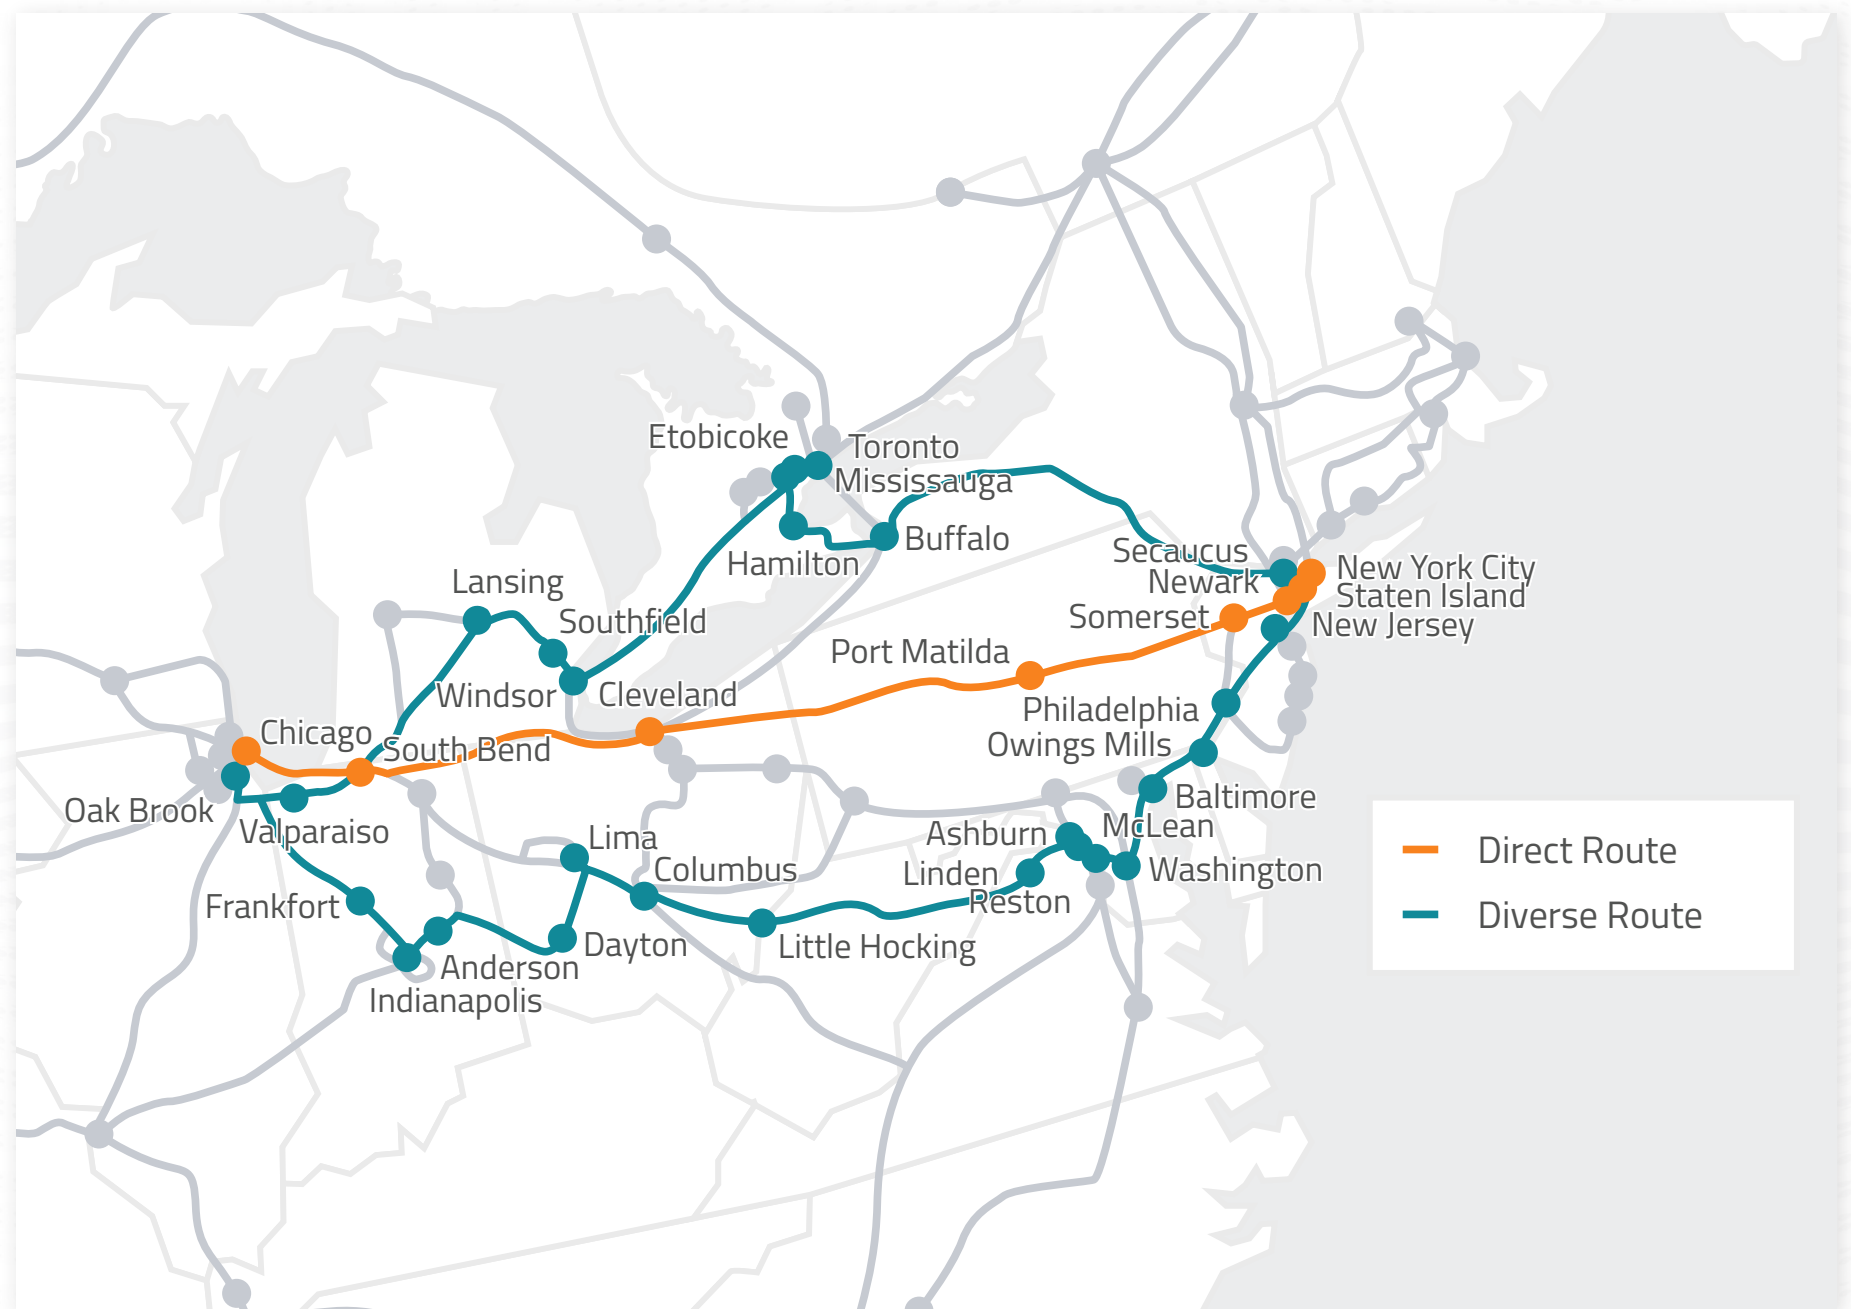 Etobicoke
Toronto
Mississauga
Hamilton
Buffalo
Secaucus
Newark
New York City
Staten Island
Somerset
New Jersey
Lansing
Southfield
Port Matilda
Windsor
Cleveland
Philadelphia
Owings Mills
Chicago
South Bend
Oak Brook
Valparaiso
Baltimore
Lima
Ashburn
McLean
Columbus
Linden
Washington
Reston
Frankfort
Dayton
Little Hocking
Anderson
Indianapolis
Direct Route
Diverse Route